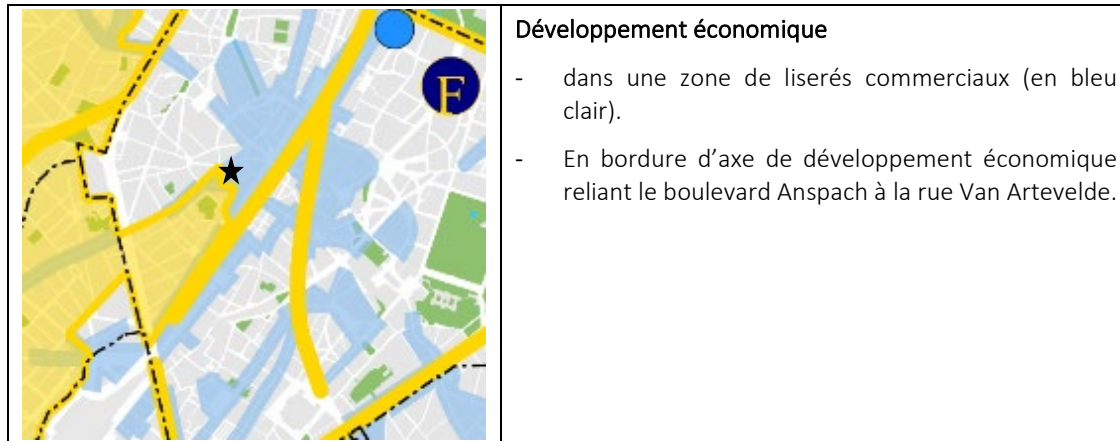 F
Développement économique
- dans une zone de liserés commerciaux (en bleu
clair).
- En bordure d’axe de développement économique
reliant le boulevard Anspach à la rue Van Artevelde.